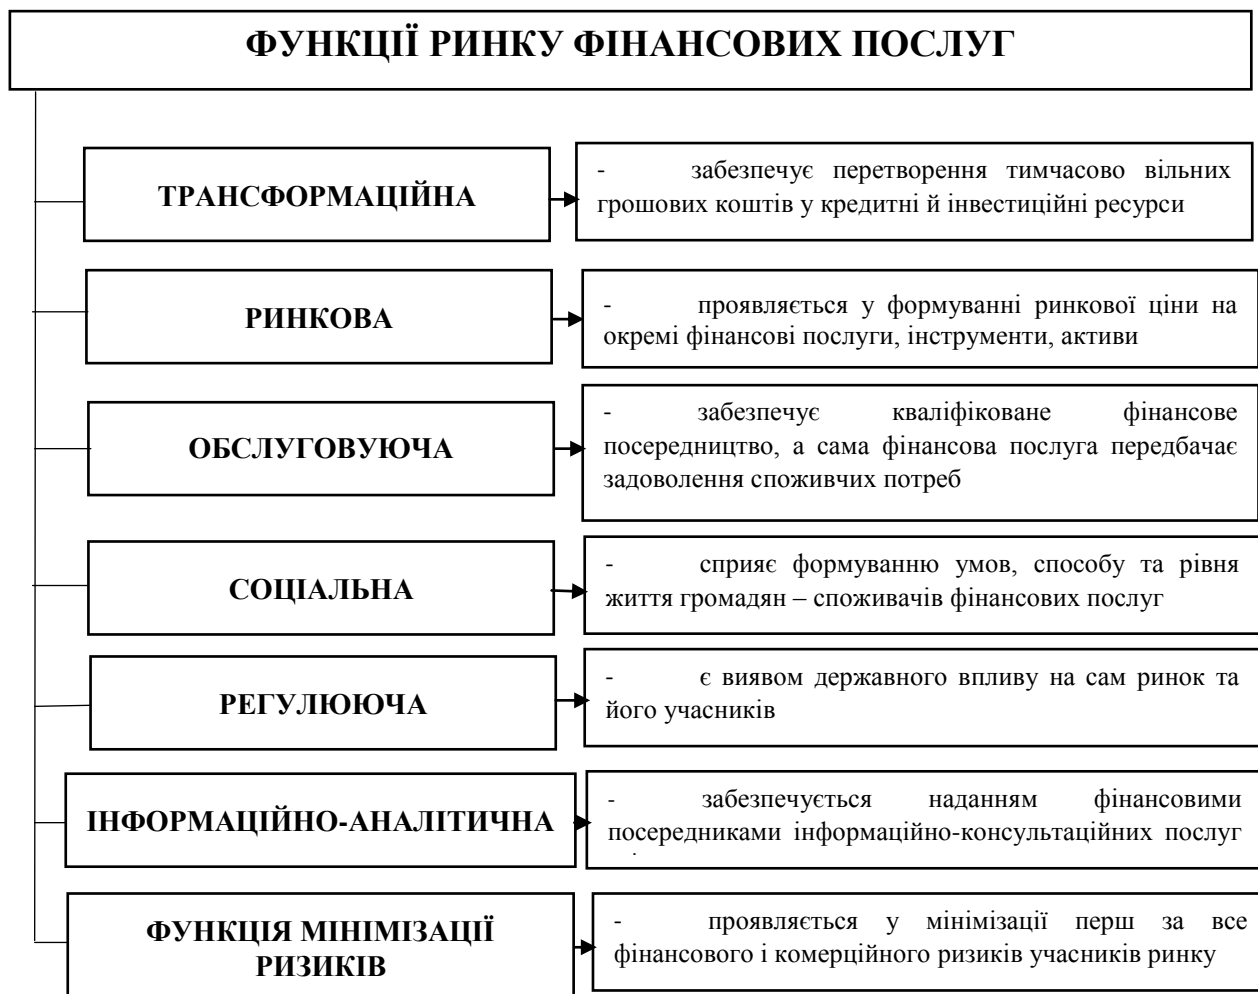 ФУНКЦІЇ РИНКУ ФІНАНСОВИХ ПОСЛУГ
ТРАНСФОРМАЦІЙНА
- забезпечує перетворення тимчасово вільних
грошових коштів у кредитні й інвестиційні ресурси
РИНКОВА
- проявляється у формуванні ринкової ціни на
окремі фінансові послуги, інструменти, активи
ОБСЛУГОВУЮЧА
- забезпечує кваліфіковане фінансове
посередництво, а сама фінансова послуга передбачає
задоволення споживчих потреб
СОЦІАЛЬНА
- сприяє формуванню умов, способу та рівня
життя громадян – споживачів фінансових послуг
РЕГУЛЮЮЧА
- є виявом державного впливу на сам ринок та
його учасників
ІНФОРМАЦІЙНО-АНАЛІТИЧНА
- забезпечується наданням фінансовими
посередниками інформаційно-консультаційних послуг
ФУНКЦІЯ МІНІМІЗАЦІЇ
РИЗИКІВ
- проявляється у мінімізації перш за все
фінансового і комерційного ризиків учасників ринку